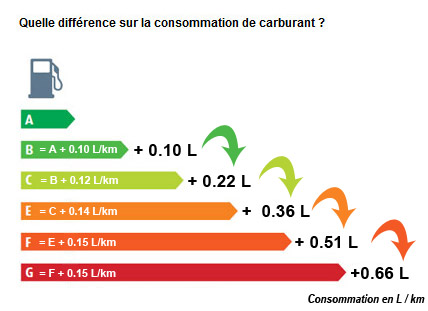 Quelle différence sur la consommation de carburant ?
A
B = A + 0.10 L/km + 0.10 L
C = B + 0.12 L/km + 0.22 L
E = C + 0.14 L/km + 0.36 L
F = E + 0.15 L/km +0.51 L
G = F + 0.15 L/km +0.66 L
Consommation en L / km